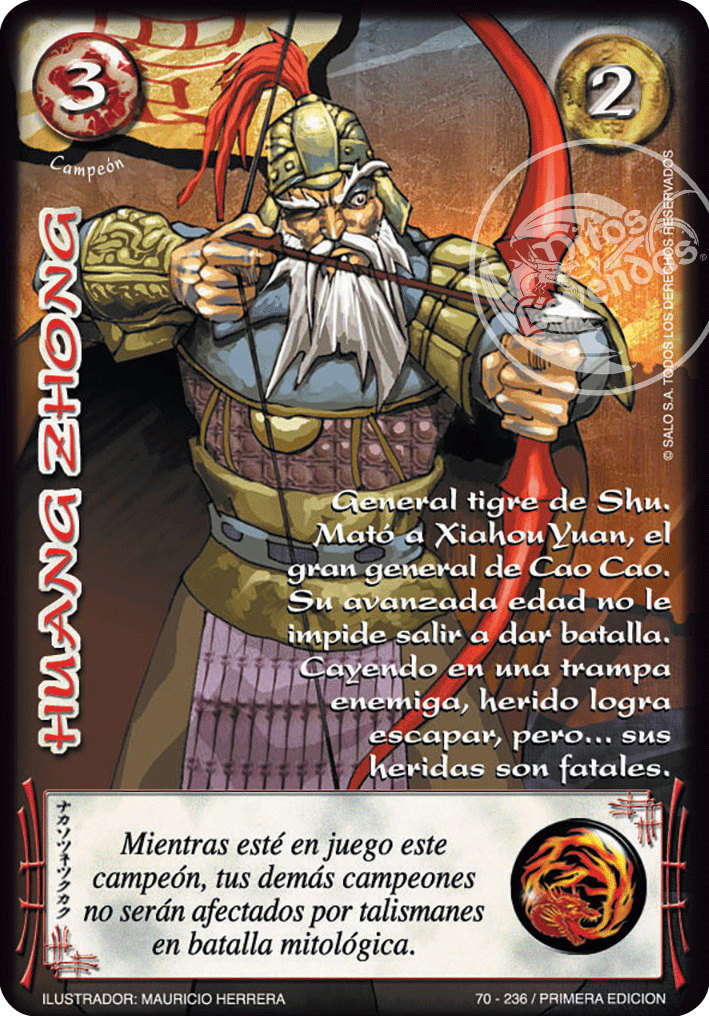 3
2
Campeón
HUANG ZHONG
mitos
y
Leyendas
®
© SALO S.A. TODOS LOS DERECHOS RESERVADOS
General tigre de Shu.
Mató a Xiahou Yuan, el
gran general de Cao Cao.
Su avanzada edad no le
impide salir a dar batalla.
Cayendo en una trampa
enemiga, herido logra
escapar, pero... sus
heridas son fatales.
ナカソツネツクカク
Mientras esté en juego este
campeón, tus demás campeones
no serán afectados por talismanes
en batalla mitológica.
ILUSTRADOR: MAURICIO HERRERA
70 - 236 / PRIMERA EDICION